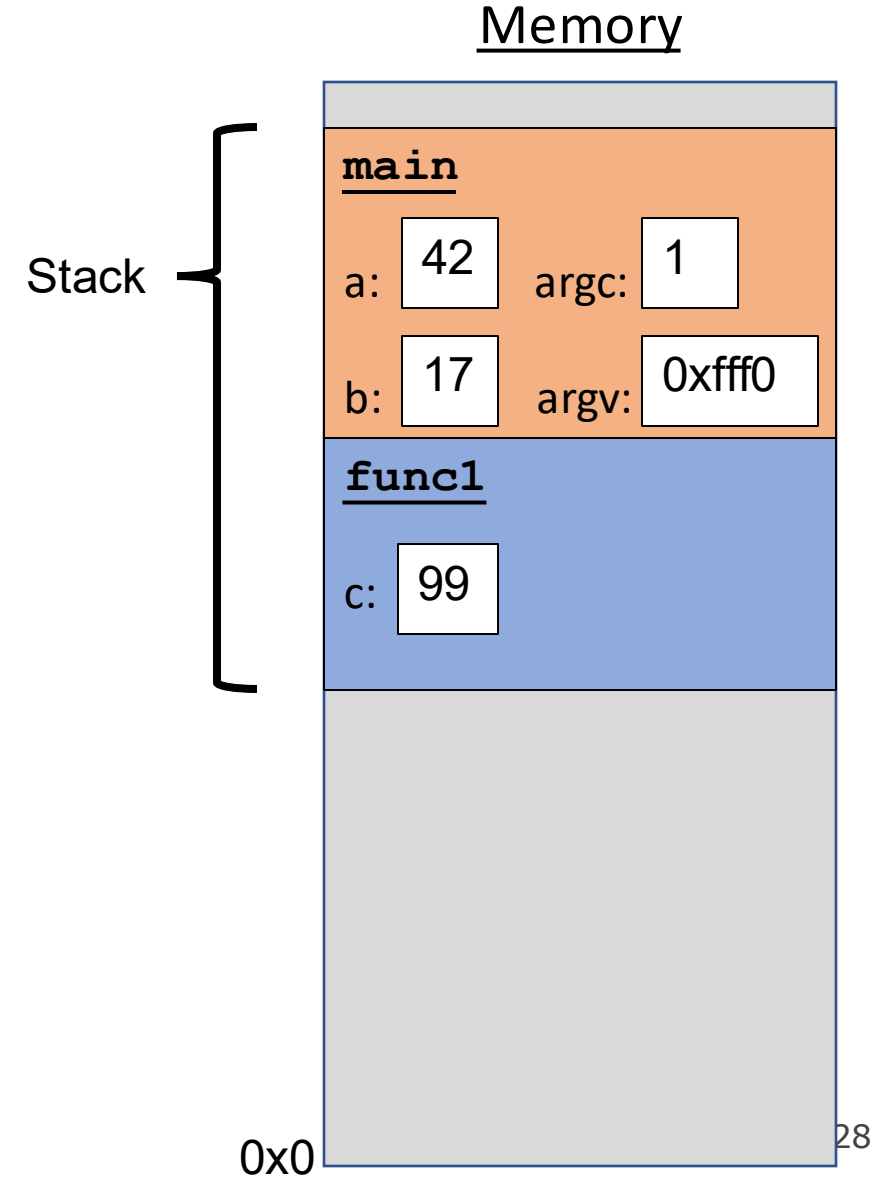 Memory
main
Stack
a: 42 argc: 1
b: 17 argv: 0xfff0
func1
c: 99
28
0x0